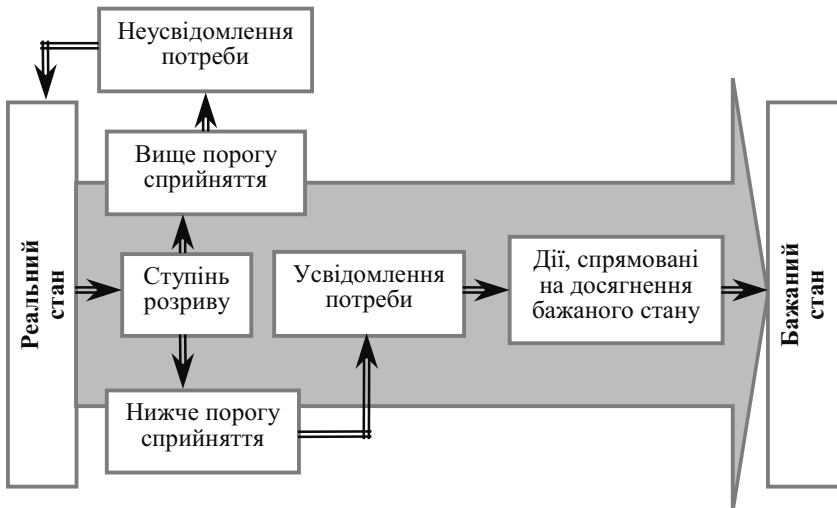 Неусвідомлення
потреби
Вище порогу
сприйняття
Реальний
стан
Ступінь
розриву
Усвідомлення
потреби
Дії, спрямовані
на досягнення
бажаного стану
Бажаний
стан
Нижче порогу
сприйняття